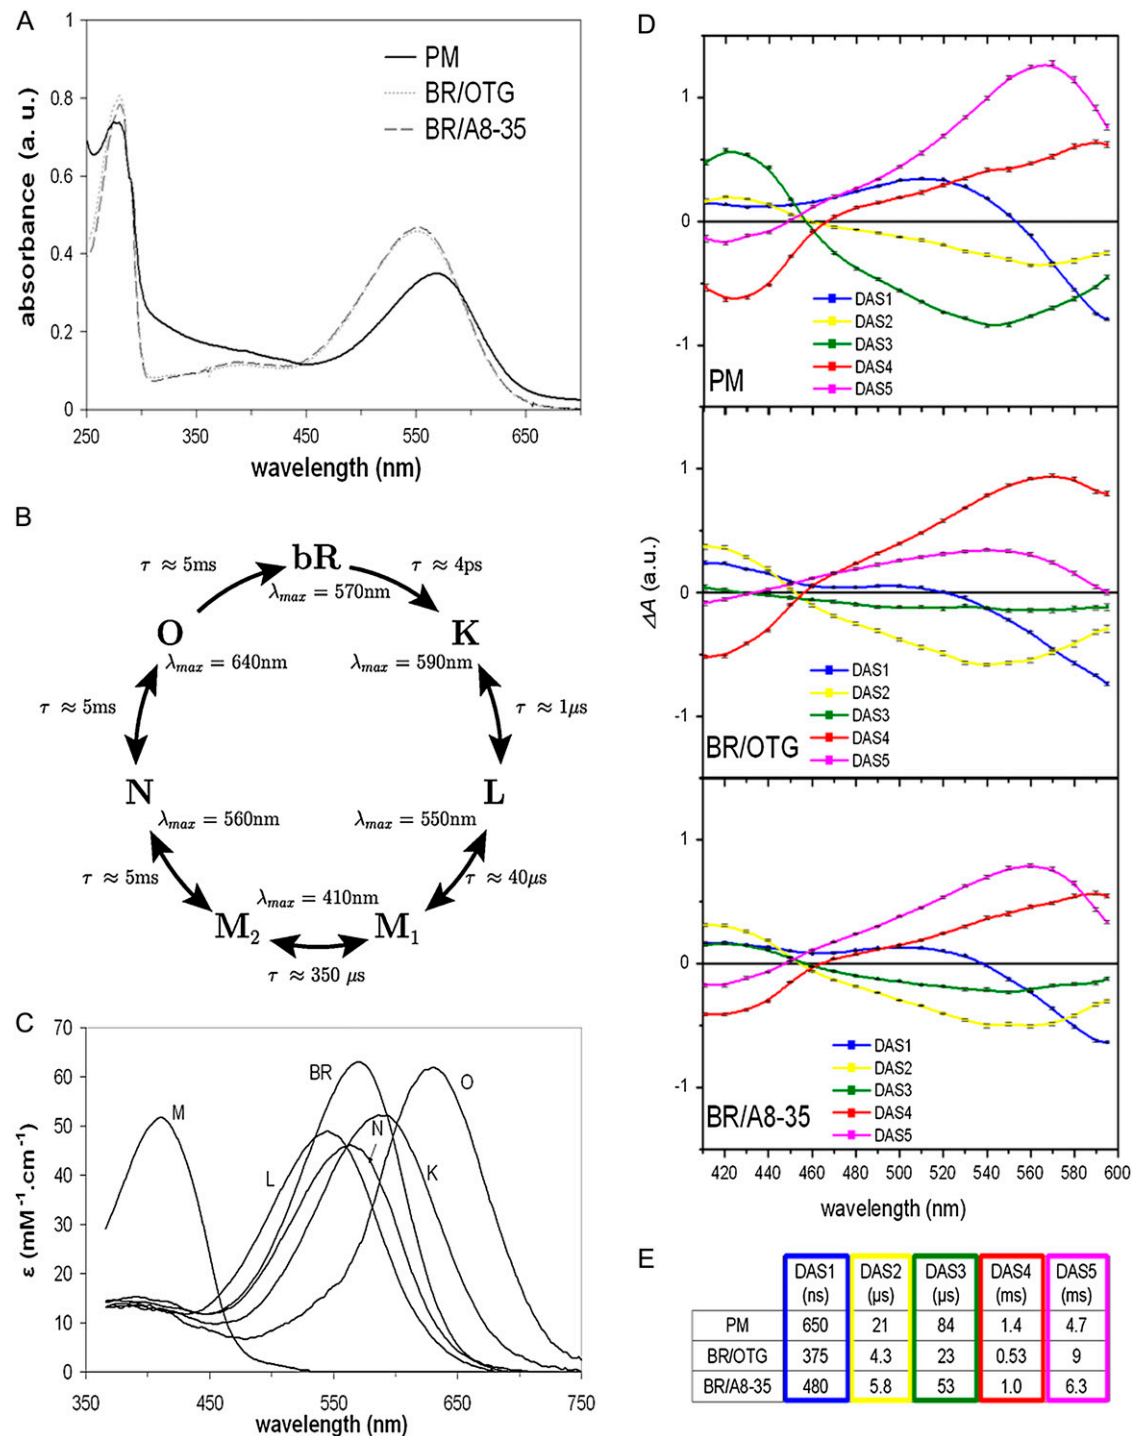 A
1
0.8
0.6
0.4
0.2
0
absorbance (a. u.)
PM
BR/OTG
BR/A8-35
250
350
450
550
650
wavelength (nm)
B
bR
λmax = 570nm
τ ≈ 4ps
K
λmax = 590nm
τ ≈ 1μs
L
λmax = 550nm
τ ≈ 40μs
M1
λmax = 410nm
τ ≈ 350 μs
M2
τ ≈ 5ms
N
λmax = 560nm
τ ≈ 5ms
O
λmax = 640nm
τ ≈ 5ms
C
70
60
50
40
30
20
10
0
ε (mM⁻¹.cm⁻¹)
M
L
BR
N
K
O
350
450
550
650
750
wavelength (nm)
D
1
0
-1
DAS1
DAS2
DAS3
DAS4
DAS5
PM
1
0
-1
ΔA (a.u.)
DAS1
DAS2
DAS3
DAS4
DAS5
BR/OTG
1
0
-1
DAS1
DAS2
DAS3
DAS4
DAS5
BR/A8-35
420 440 460 480 500 520 540 560 580 600
wavelength (nm)
E
DAS1 DAS2 DAS3 DAS4 DAS5
(ns) (μs) (μs) (ms) (ms)
PM 650 21 84 1.4 4.7
BR/OTG 375 4.3 23 0.53 9
BR/A8-35 480 5.8 53 1.0 6.3